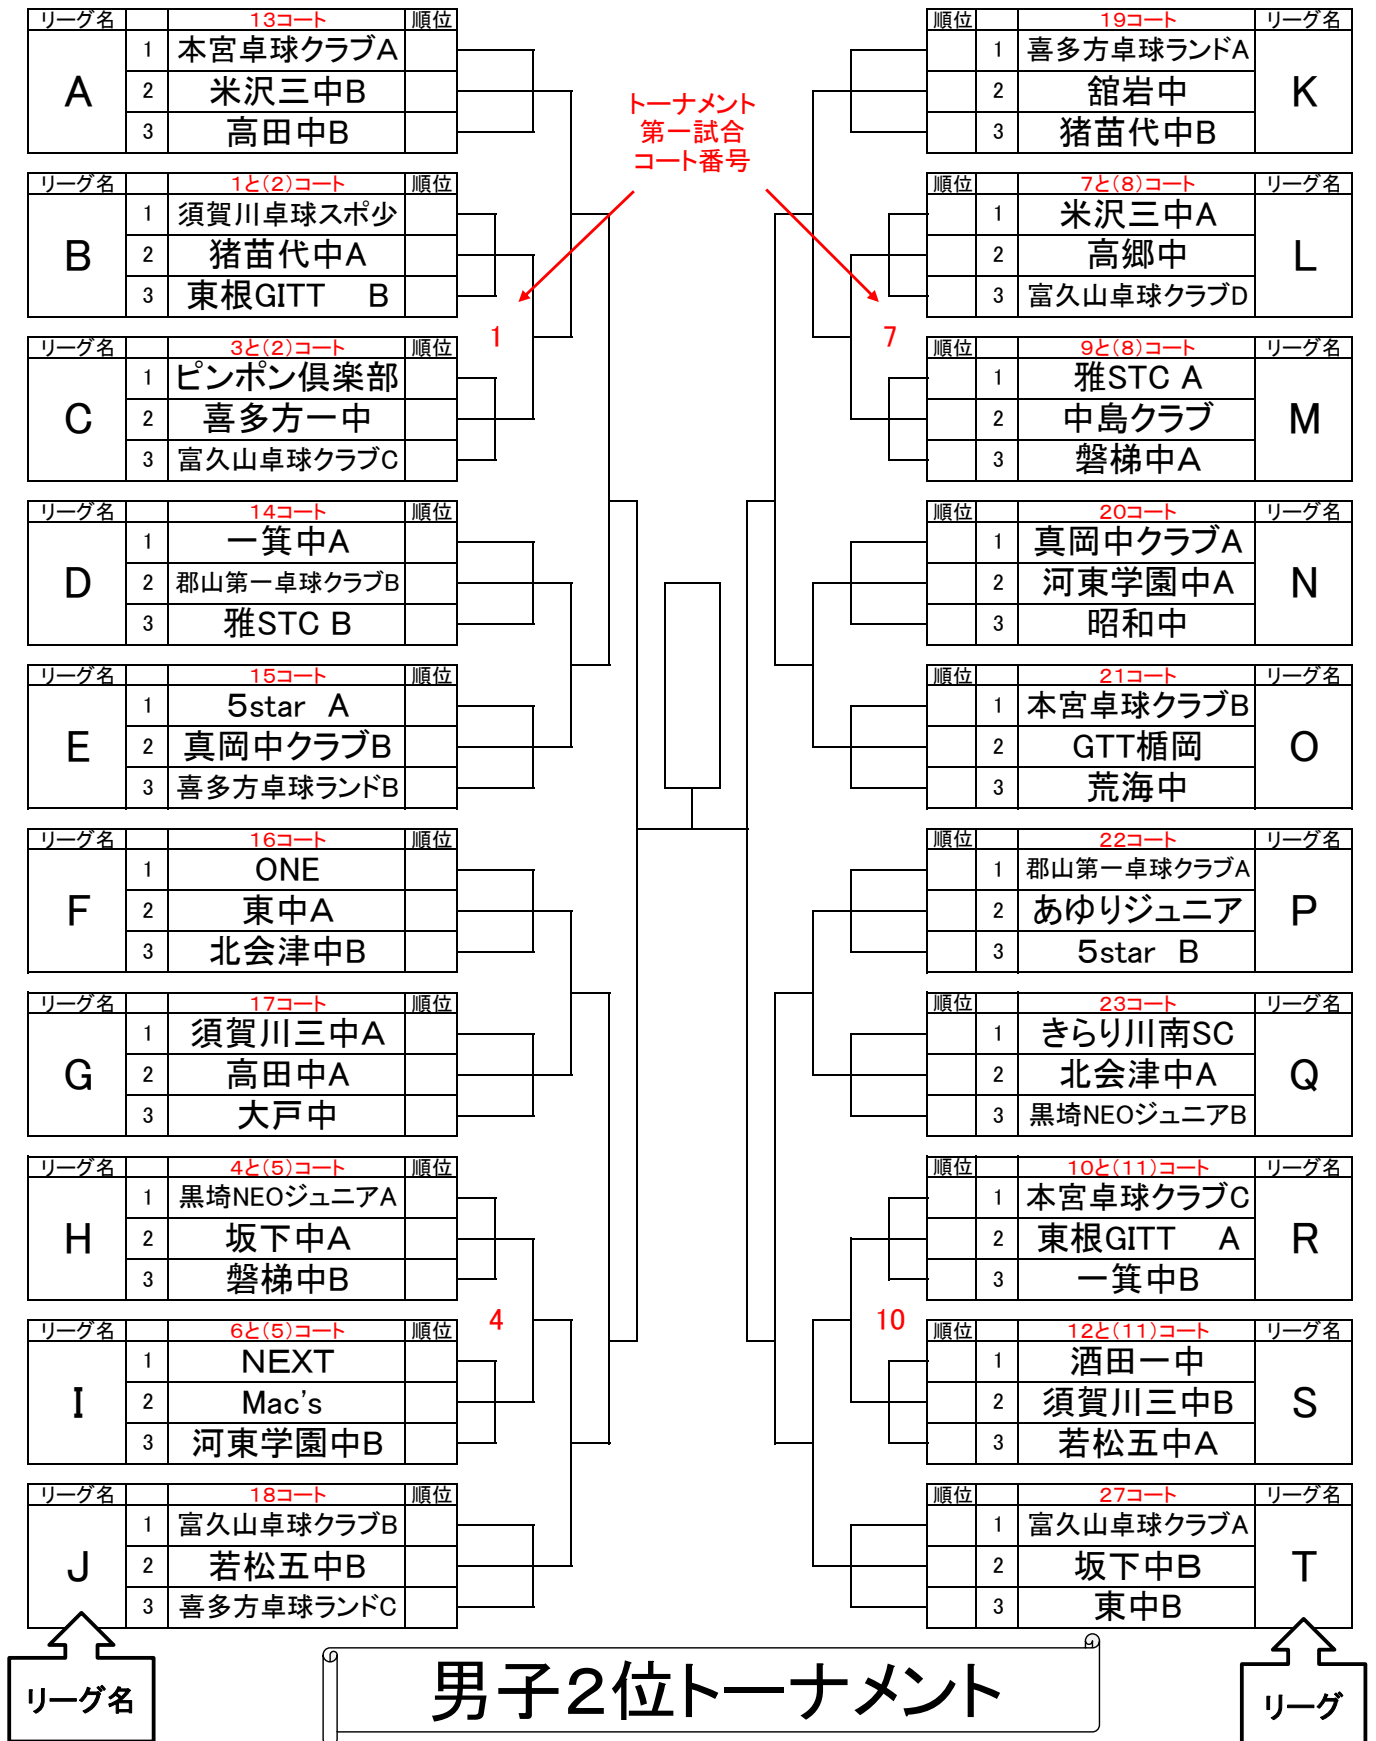 リーグ名 13コート 順位
A
1 本宮卓球クラブA
2 米沢三中B
3 高田中B
リーグ名 1と(2)コート 順位
B
1 須賀川卓球スポ少
2 猪苗代中A
3 東根GITT B
リーグ名 3と(2)コート 順位
C
1 ピンポン倶楽部
2 喜多方一中
3 富久山卓球クラブC
リーグ名 14コート 順位
D
1 一箕中A
2 郡山第一卓球クラブB
3 雅STC B
リーグ名 15コート 順位
E
1 5star A
2 真岡中クラブB
3 喜多方卓球ランドB
リーグ名 16コート 順位
F
1 ONE
2 東中A
3 北会津中B
リーグ名 17コート 順位
G
1 須賀川三中A
2 高田中A
3 大戸中
リーグ名 4と(5)コート 順位
H
1 黒埼NEOジュニアA
2 坂下中A
3 磐梯中B
リーグ名 6と(5)コート 順位
I
1 NEXT
2 Mac's
3 河東学園中B
リーグ名 18コート 順位
J
1 富久山卓球クラブB
2 若松五中B
3 喜多方卓球ランドC
リーグ名
トーナメント
第一試合
コート番号
1
7
4
10
順位 19コート リーグ名
K
1 喜多方卓球ランドA
2 舘岩中
3 猪苗代中B
順位 7と(8)コート リーグ名
L
1 米沢三中A
2 高郷中
3 富久山卓球クラブD
順位 9と(8)コート リーグ名
M
1 雅STC A
2 中島クラブ
3 磐梯中A
順位 20コート リーグ名
N
1 真岡中クラブA
2 河東学園中A
3 昭和中
順位 21コート リーグ名
O
1 本宮卓球クラブB
2 GTT楯岡
3 荒海中
順位 22コート リーグ名
P
1 郡山第一卓球クラブA
2 あゆりジュニア
3 5star B
順位 23コート リーグ名
Q
1 きらり川南SC
2 北会津中A
3 黒埼NEOジュニアB
順位 10と(11)コート リーグ名
R
1 本宮卓球クラブC
2 東根GITT A
3 一箕中B
順位 12と(11)コート リーグ名
S
1 酒田一中
2 須賀川三中B
3 若松五中A
順位 27コート リーグ名
T
1 富久山卓球クラブA
2 坂下中B
3 東中B
リーグ
男子2位トーナメント